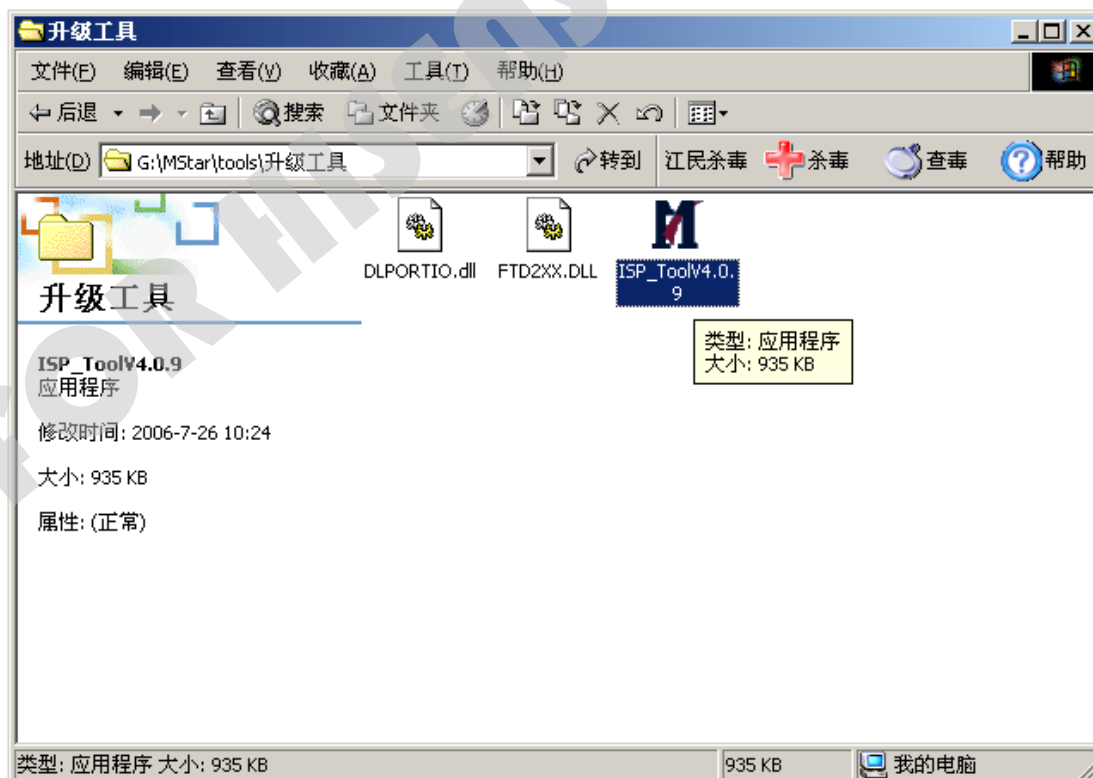 升级工具
文件(F) 编辑(E) 查看(V) 收藏(A) 工具(T) 帮助(H)
后退 搜索 文件夹
地址(D) G:\MStar\tools\升级工具 转到 江民杀毒 杀毒 查毒 帮助
DLPORTIO.dll FTD2XX.DLL ISP_ToolV4.0.
9
升级工具
类型: 应用程序
大小: 935 KB
ISP_ToolV4.0.9
应用程序
修改时间: 2006-7-26 10:24
大小: 935 KB
属性: (正常)
类型: 应用程序 大小: 935 KB 935 KB 我的电脑
FOR HISENS